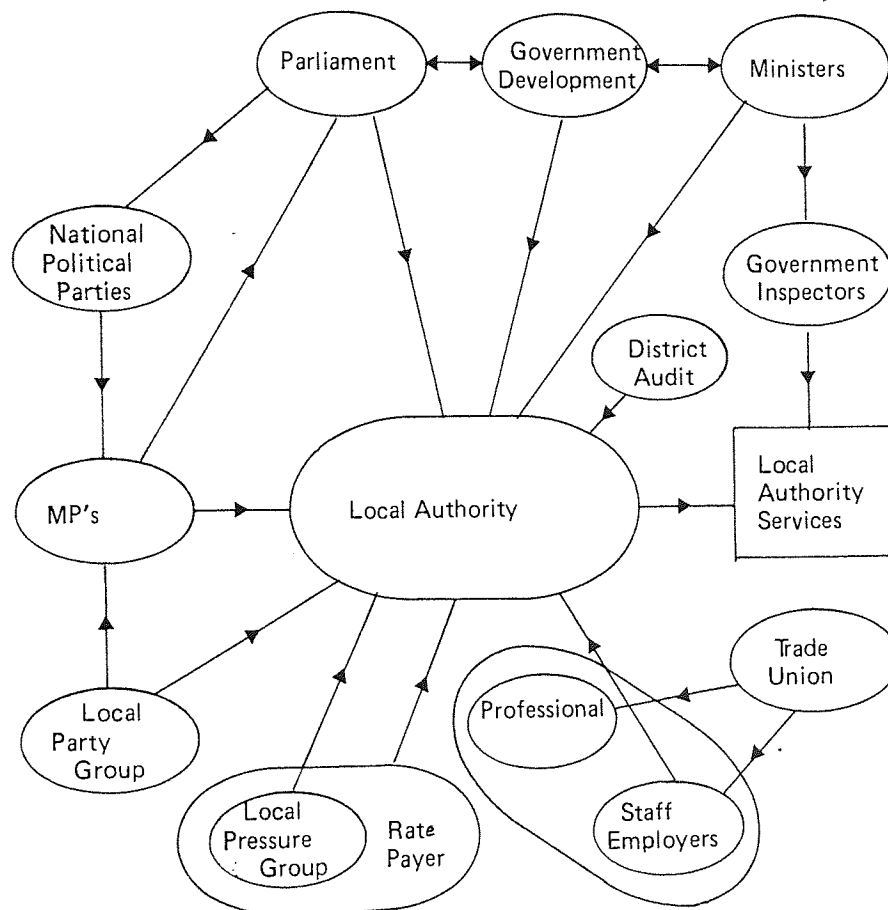 Parliament
Government
Development
Ministers
National
Political
Parties
Government
Inspectors
District
Audit
MP's
Local Authority
Local
Authority
Services
Local
Party
Group
Professional
Trade
Union
Local
Pressure
Group
Rate
Payer
Staff
Employers